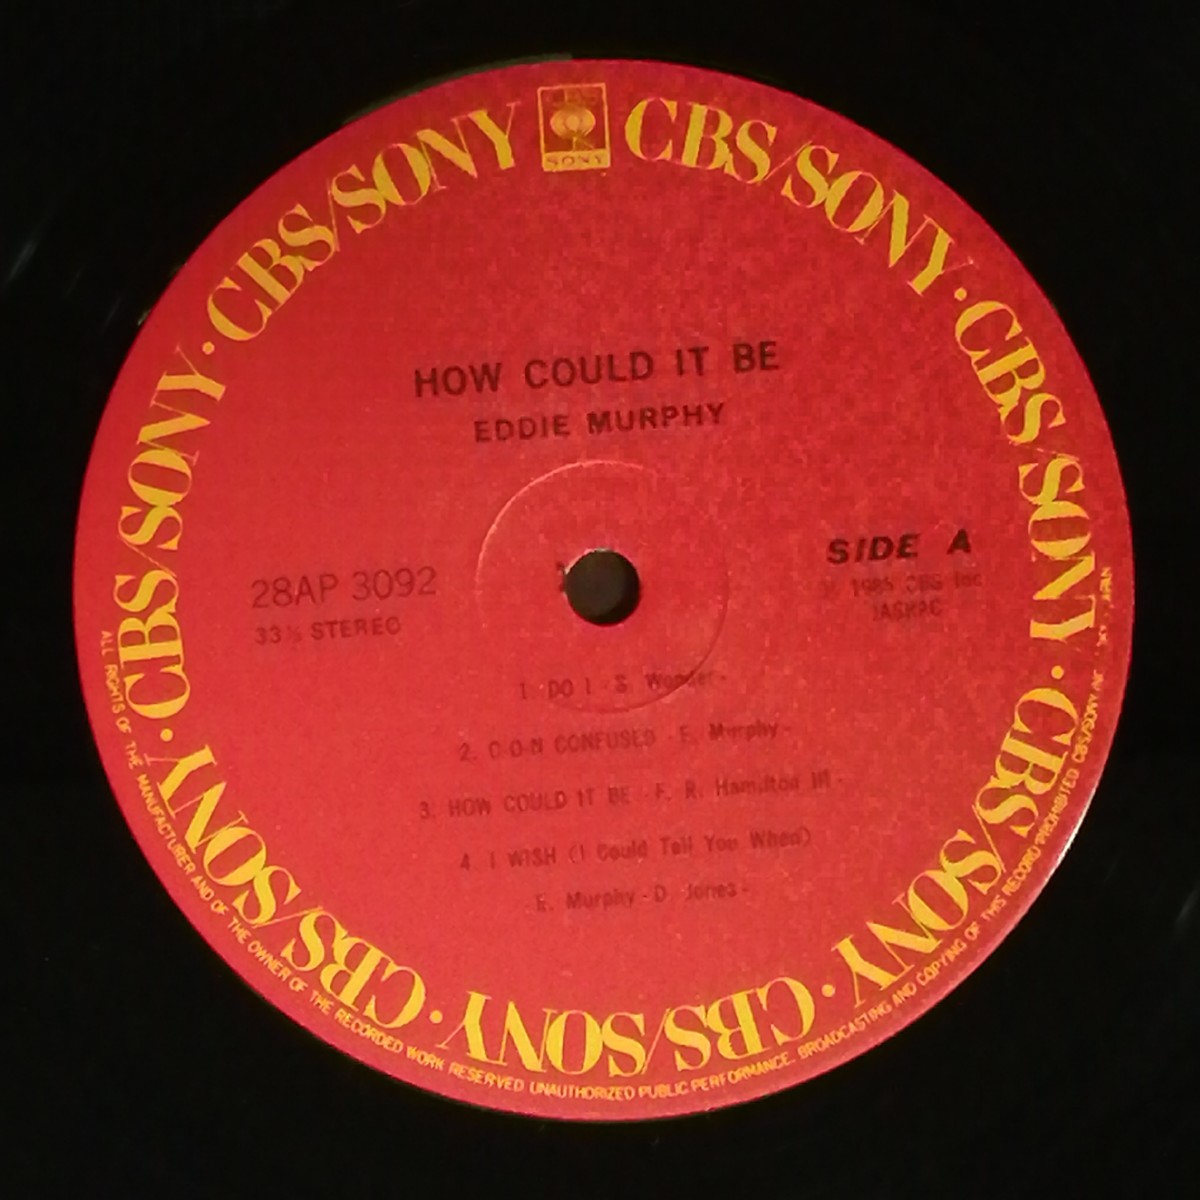 CBS/SONY · CBS/SONY · CBS/SONY · CBS/SONY · CBS/SONY · CBS/SONY · CBS/SONY · CBS/SONY
SONY
HOW COULD IT BE
EDDIE MURPHY
28AP 3092
33⅓ STEREO
SIDE A
℗ 1985 CBS Inc
JASRAC
1. DO I - S. Wonder -
2. C-O-N CONFUSED - E. Murphy -
3. HOW COULD IT BE - F. R. Hamilton III -
4. I WISH (I Could Tell You When)
E. Murphy - D. Jones -
ALL RIGHTS OF THE MANUFACTURER AND OF THE OWNER OF THE RECORDED WORK RESERVED UNAUTHORIZED PUBLIC PERFORMANCE. BROADCASTING AND COPYING OF THIS RECORD PROHIBITED CBS/SONY INC. JAPAN